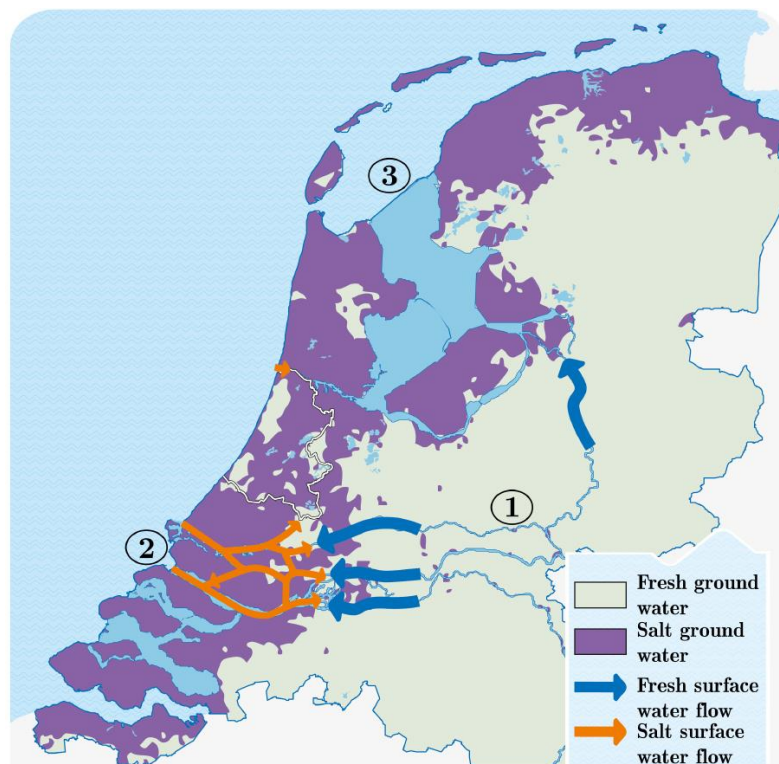 3
1
2
Fresh ground
water
Salt ground
water
Fresh surface
water flow
Salt surface
water flow